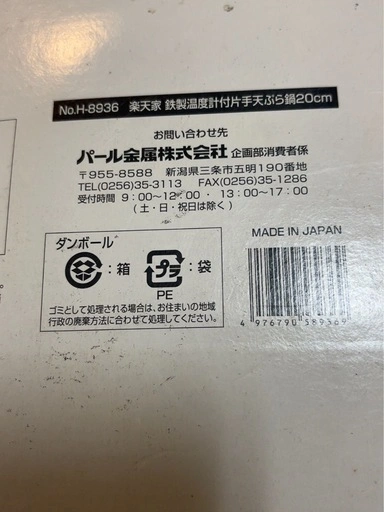 No.H-8936 楽天家 鉄製温度計付片手天ぷら鍋20cm
お問い合わせ先
パール金属株式会社 企画部消費者係
〒955-8588 新潟県三条市五明190番地
TEL(0256)35-3113 FAX(0256)35-1286
受付時間 9:00〜12:00・13:00〜17:00
(土・日・祝日は除く)
ダンボール
:箱 プラ:袋
PE
ゴミとして処理される場合は、お住まいの地域
行政の廃棄方法に合わせて処理してください。
MADE IN JAPAN
4 976790 389369